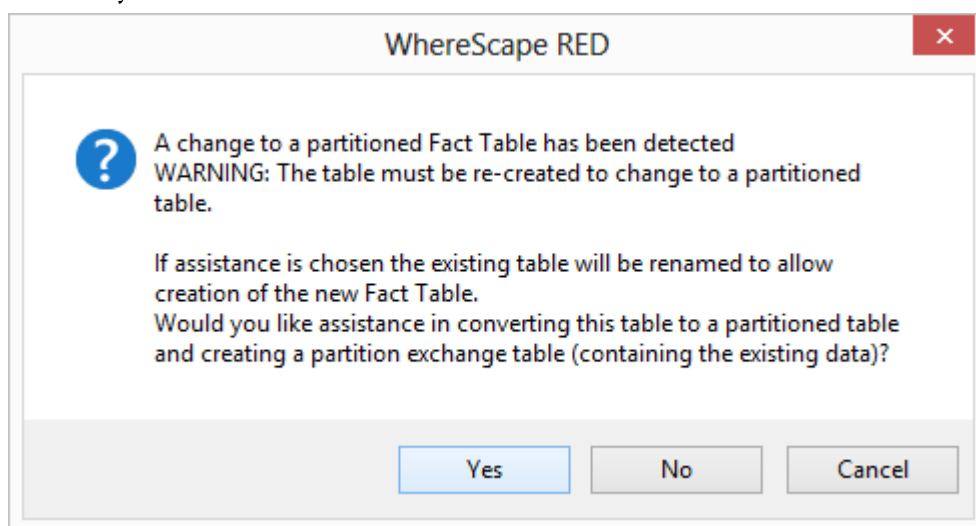 WhereScape RED
A change to a partitioned Fact Table has been detected
WARNING: The table must be re-created to change to a partitioned
table.
If assistance is chosen the existing table will be renamed to allow
creation of the new Fact Table.
Would you like assistance in converting this table to a partitioned table
and creating a partition exchange table (containing the existing data)?
Yes No Cancel